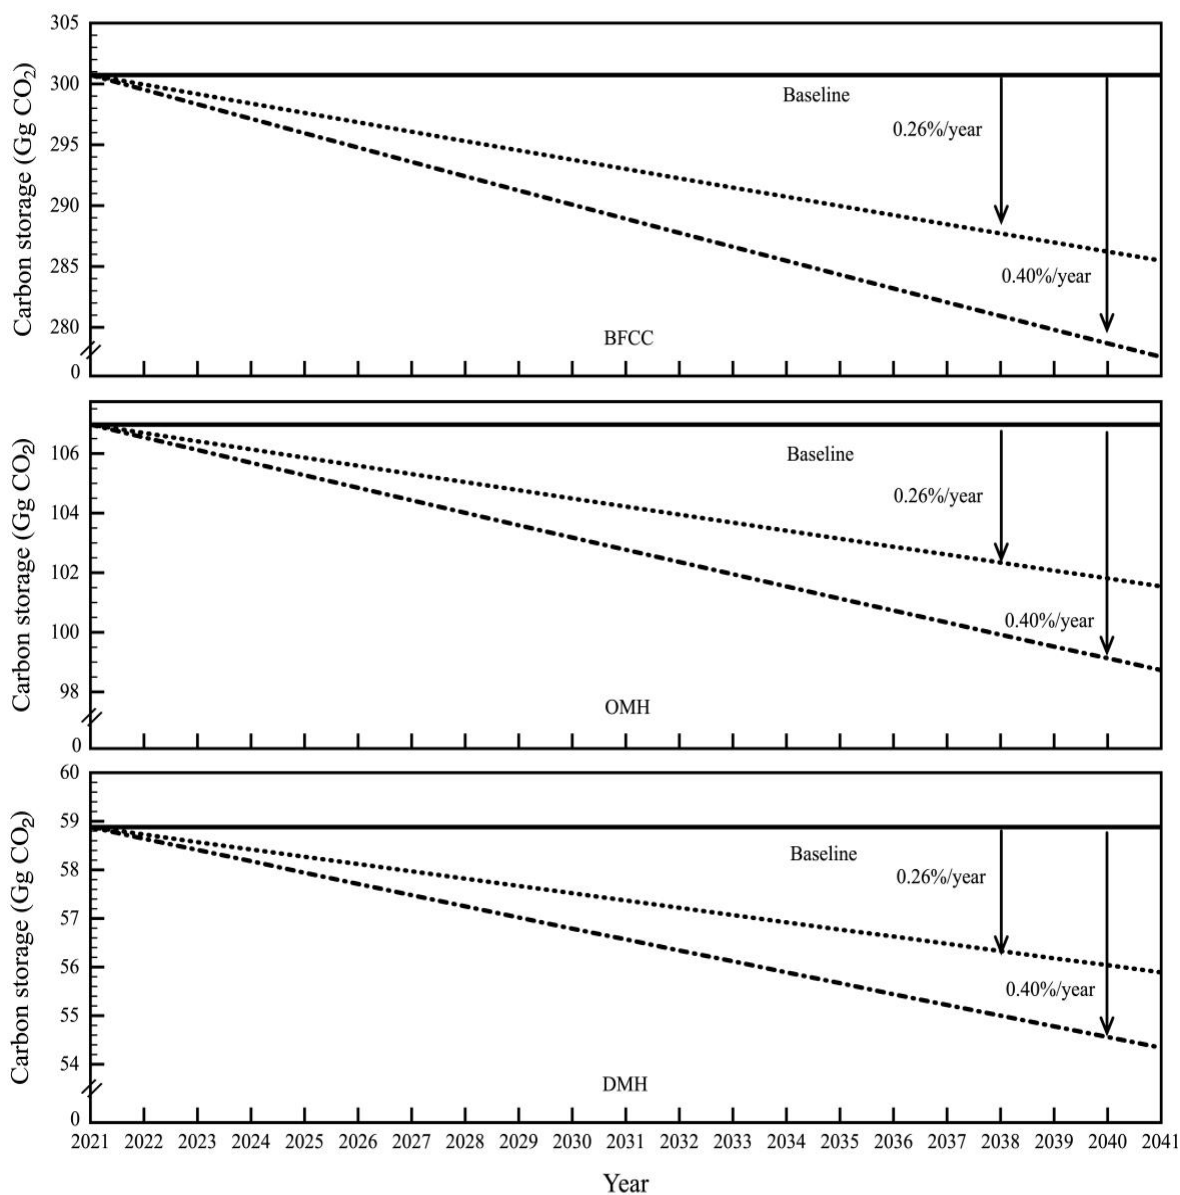 305
300
295
290
285
280
0
Carbon storage (Gg CO₂)
Baseline
0.26%/year
0.40%/year
BFCC
106
104
102
100
98
0
Carbon storage (Gg CO₂)
Baseline
0.26%/year
0.40%/year
OMH
60
59
58
57
56
55
54
0
Carbon storage (Gg CO₂)
Baseline
0.26%/year
0.40%/year
DMH
2021 2022 2023 2024 2025 2026 2027 2028 2029 2030 2031 2032 2033 2034 2035 2036 2037 2038 2039 2040 2041
Year